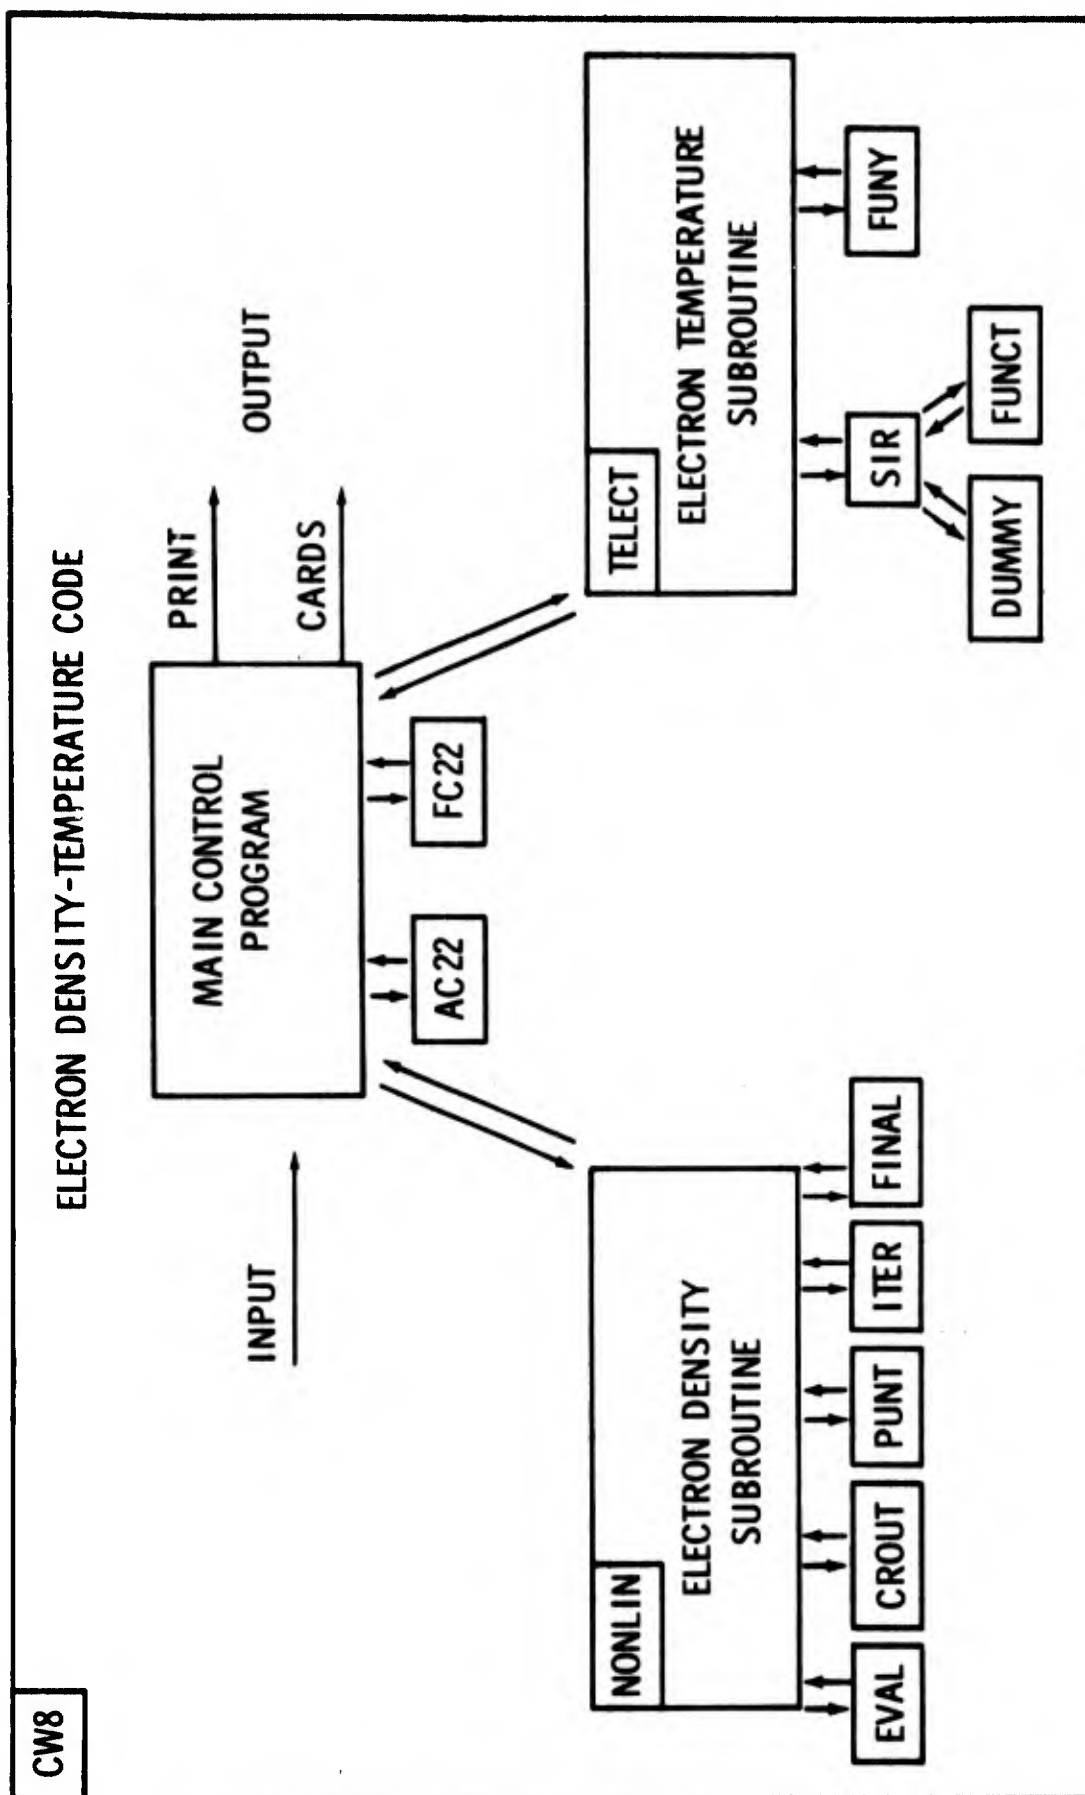 CW8
ELECTRON DENSITY-TEMPERATURE CODE
INPUT
MAIN CONTROL
PROGRAM
PRINT
CARDS
OUTPUT
AC22
FC22
NONLIN
ELECTRON DENSITY
SUBROUTINE
EVAL
CROUT
PUNT
ITER
FINAL
TELECT
ELECTRON TEMPERATURE
SUBROUTINE
SIR
FUNY
DUMMY
FUNCT